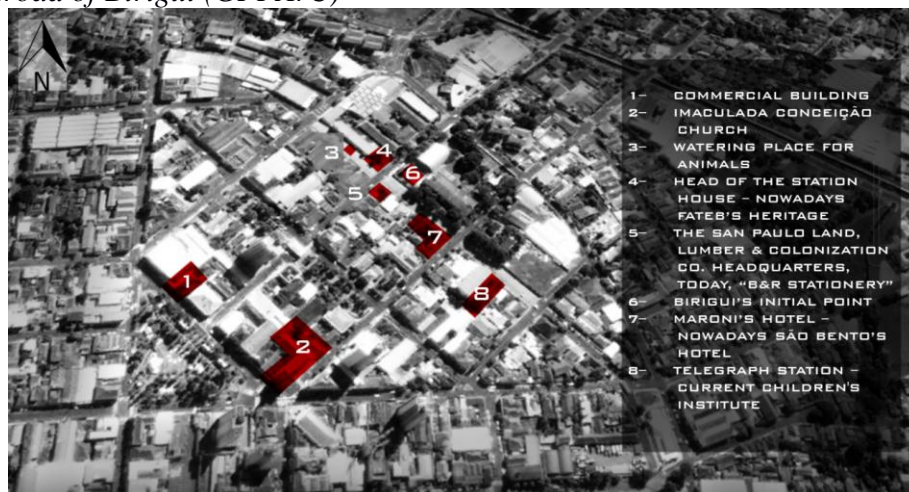 of Birigui
N
1
2
3
4
5
6
7
8
1– COMMERCIAL BUILDING
2– IMACULADA CONCEIÇÃO
CHURCH
3– WATERING PLACE FOR
ANIMALS
4– HEAD OF THE STATION
HOUSE – NOWADAYS
FATEB'S HERITAGE
5– THE SAN PAULO LAND,
LUMBER & COLONIZATION
CO. HEADQUARTERS,
TODAY, "B&R STATIONERY"
6– BIRIGUI'S INITIAL POINT
7– MARONI'S HOTEL –
NOWADAYS SÃO BENTO'S
HOTEL
8– TELEGRAPH STATION –
CURRENT CHILDREN'S
INSTITUTE